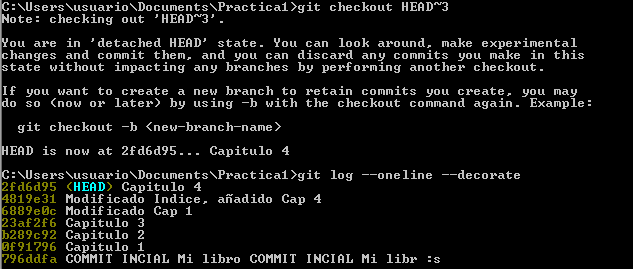 C:\Users\usuario\Documents\Practica1>git checkout HEAD~3
Note: checking out 'HEAD~3'.
You are in 'detached HEAD' state. You can look around, make experimental
changes and commit them, and you can discard any commits you make in this
state without impacting any branches by performing another checkout.
If you want to create a new branch to retain commits you create, you may
do so (now or later) by using -b with the checkout command again. Example:
git checkout -b <new-branch-name>
HEAD is now at 2fd6d95... Capitulo 4
C:\Users\usuario\Documents\Practica1>git log --oneline --decorate
2fd6d95 (HEAD) Capitulo 4
4819e31 Modificado Indice, añadido Cap 4
6889e0c Modificado Cap 1
23af2f6 Capitulo 3
b289c92 Capitulo 2
0f91796 Capitulo 1
796ddfa COMMIT INCIAL Mi libro COMMIT INCIAL Mi libr :s